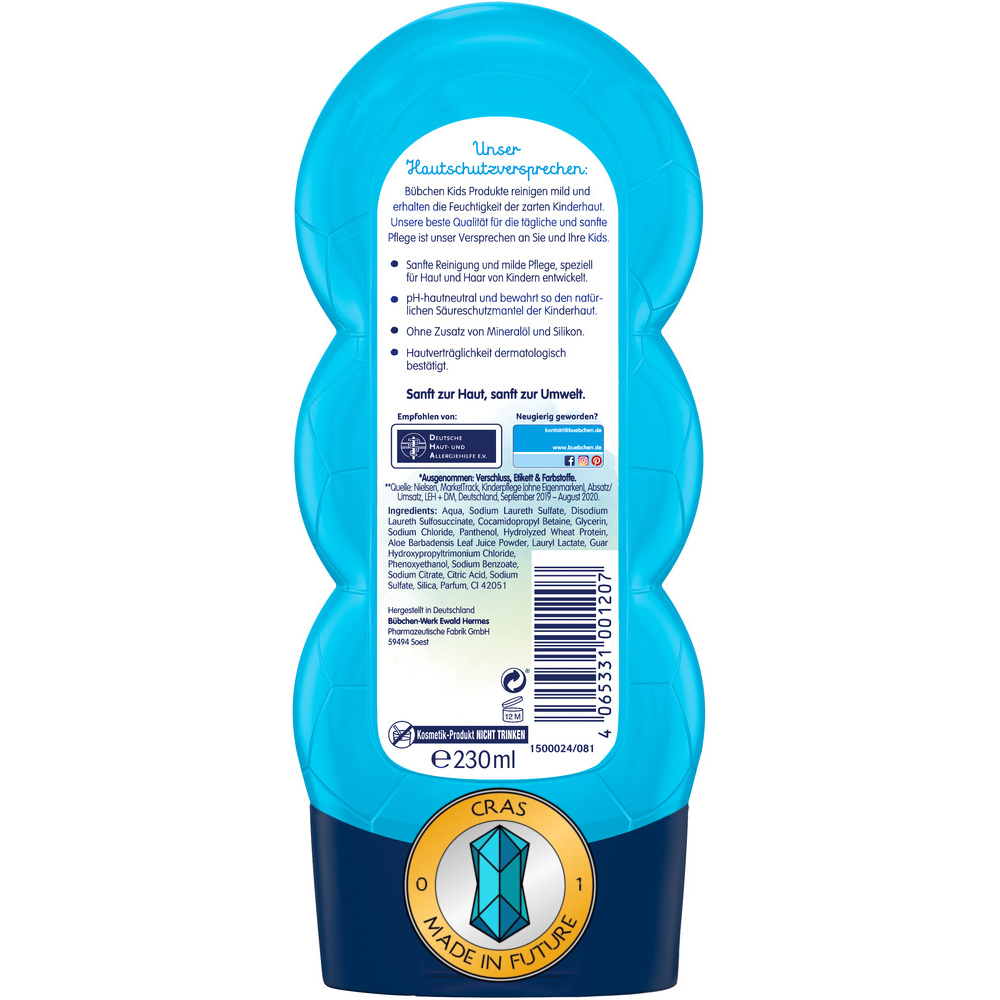 Unser
Hautschutzversprechen:
Bübchen Kids Produkte reinigen mild und
erhalten die Feuchtigkeit der zarten Kinderhaut.
Unsere beste Qualität für die tägliche und sanfte
Pflege ist unser Versprechen an Sie und Ihre Kids.
• Sanfte Reinigung und milde Pflege, speziell
für Haut und Haar von Kindern entwickelt.
• pH-hautneutral und bewahrt so den natür-
lichen Säureschutzmantel der Kinderhaut.
• Ohne Zusatz von Mineralöl und Silikon.
• Hautverträglichkeit dermatologisch
bestätigt.
Sanft zur Haut, sanft zur Umwelt.
Empfohlen von:
DEUTSCHE
HAUT- UND
ALLERGIEHILFE E.V.
Neugierig geworden?
kontakt@buebchen.de
www.buebchen.de
*Ausgenommen: Verschluss, Etikett & Farbstoffe.
**Quelle: Nielsen, MarketTrack, Kinderpflege (ohne Eigenmarken), Absatz/
Umsatz, LEH + DM, Deutschland, September 2019 – August 2020.
Ingredients: Aqua, Sodium Laureth Sulfate, Disodium
Laureth Sulfosuccinate, Cocamidopropyl Betaine, Glycerin,
Sodium Chloride, Panthenol, Hydrolyzed Wheat Protein,
Aloe Barbadensis Leaf Juice Powder, Lauryl Lactate, Guar
Hydroxypropyltrimonium Chloride,
Phenoxyethanol, Sodium Benzoate,
Sodium Citrate, Citric Acid, Sodium
Sulfate, Silica, Parfum, CI 42051
Hergestellt in Deutschland
Bübchen-Werk Ewald Hermes
Pharmazeutische Fabrik GmbH
59494 Soest
4 065331 001207
12 M
Kosmetik-Produkt NICHT TRINKEN
℮230ml
1500024/081
CRAS
0 1
MADE IN FUTURE